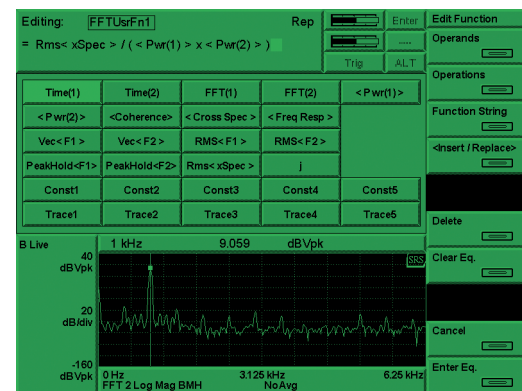 Editing: FFTUsrFn1 Rep Enter
= Rms< xSpec > / ( < Pwr(1) > x < Pwr(2) > ) ----
Trig ALT
Edit Function
Operands
Operations
Function String
<Insert / Replace>
Delete
Clear Eq.
Cancel
Enter Eq.
Time(1) Time(2) FFT(1) FFT(2) <Pwr(1)>
<Pwr(2)> <Coherence> <Cross Spec> <Freq Resp>
Vec<F1> Vec<F2> RMS<F1> RMS<F2>
PeakHold<F1> PeakHold<F2> Rms<xSpec> j
Const1 Const2 Const3 Const4 Const5
Trace1 Trace2 Trace3 Trace4 Trace5
B Live 1 kHz 9.059 dBVpk
40
dBVpk
SRS
20
dB/div
-160
dBVpk
0 Hz 3.125 kHz 6.25 kHz
FFT 2 Log Mag BMH NoAvg